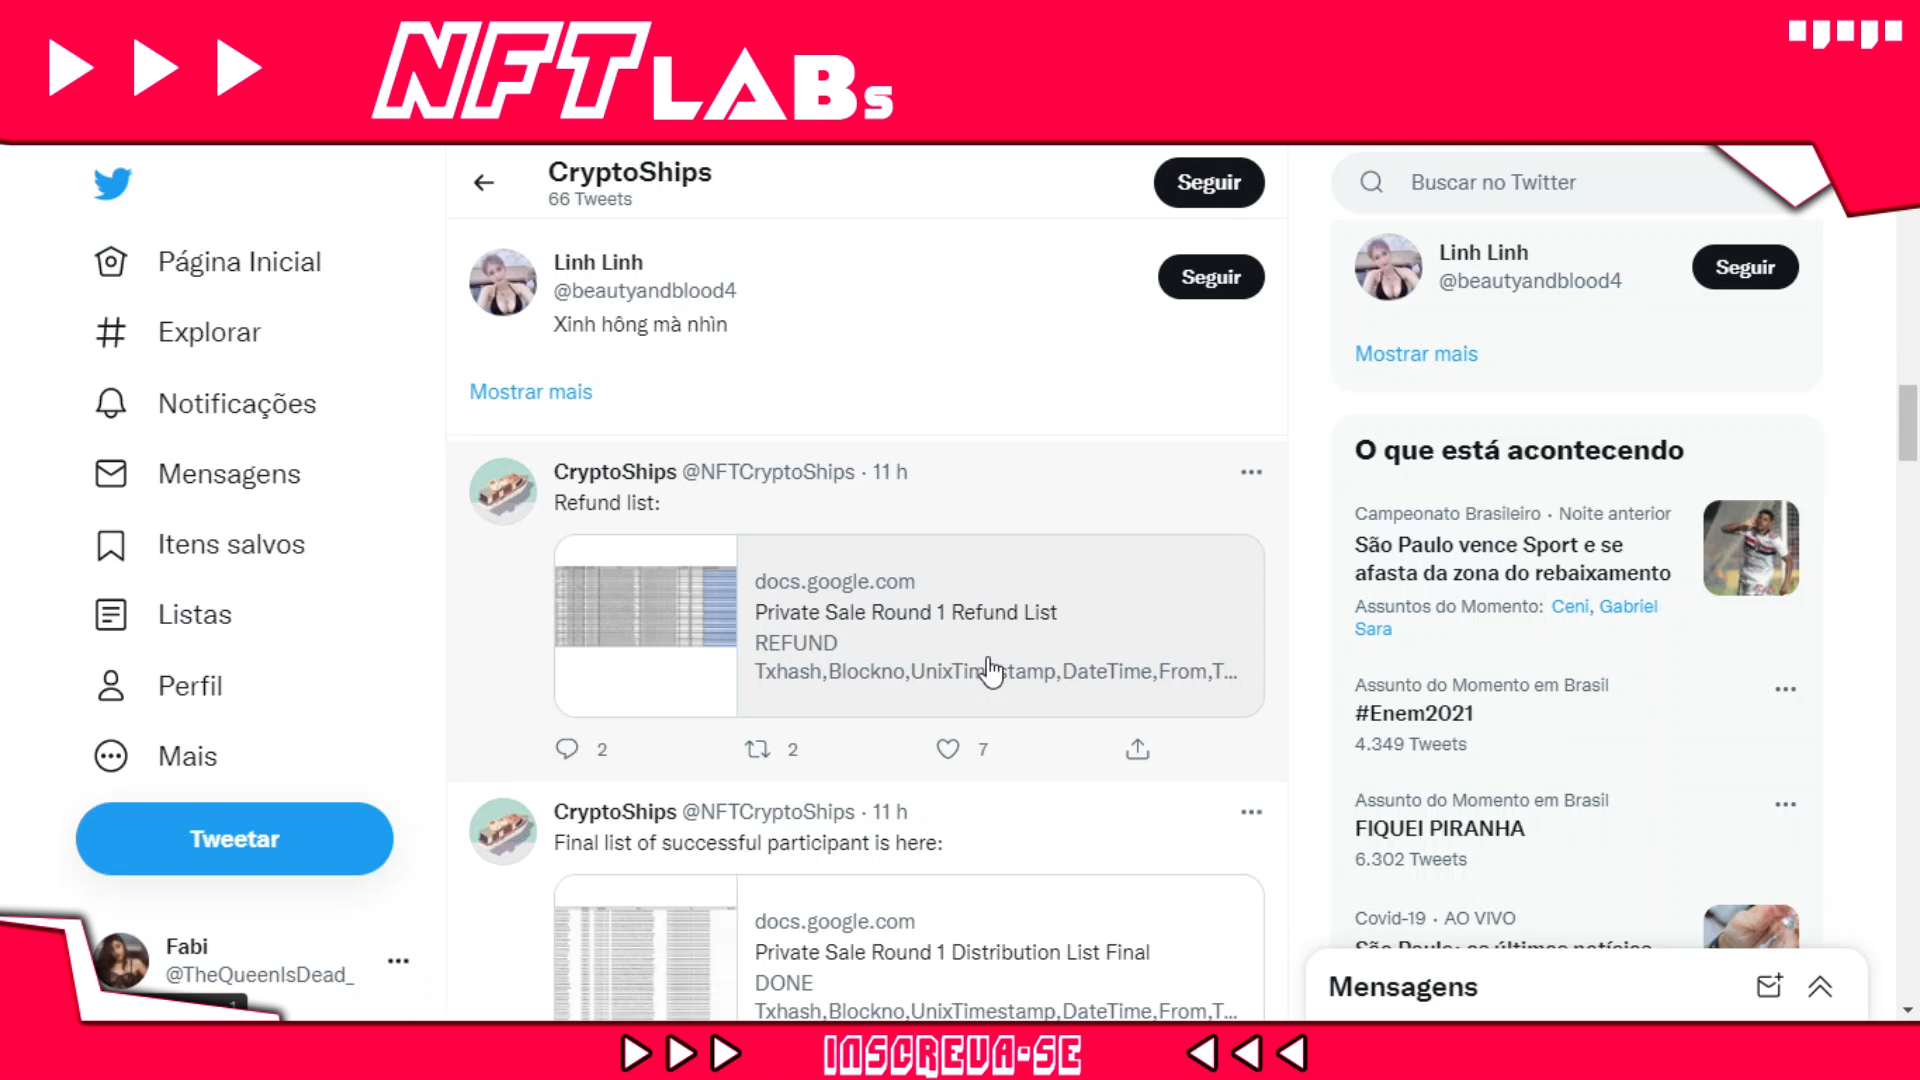 NFT LABs
CryptoShips
66 Tweets
Seguir
Buscar no Twitter
Página Inicial
Explorar
Notificações
Mensagens
Itens salvos
Listas
Perfil
Mais
Tweetar
Fabi
@TheQueenIsDead_
1
Linh Linh
@beautyandblood4
Xinh hông mà nhìn
Seguir
Mostrar mais
CryptoShips @NFTCryptoShips · 11 h
Refund list:
docs.google.com
Private Sale Round 1 Refund List
REFUND
Txhash,Blockno,UnixTimestamp,DateTime,From,T...
2
2
7
CryptoShips @NFTCryptoShips · 11 h
Final list of successful participant is here:
docs.google.com
Private Sale Round 1 Distribution List Final
DONE
Txhash,Blockno,UnixTimestamp,DateTime,From,T...
Linh Linh
@beautyandblood4
Seguir
Mostrar mais
O que está acontecendo
Campeonato Brasileiro · Noite anterior
São Paulo vence Sport e se
afasta da zona do rebaixamento
Assuntos do Momento: Ceni, Gabriel
Sara
Assunto do Momento em Brasil
#Enem2021
4.349 Tweets
Assunto do Momento em Brasil
FIQUEI PIRANHA
6.302 Tweets
Covid-19 · AO VIVO
São Paulo: as últimas notícias
Mensagens
INSCREVA-SE